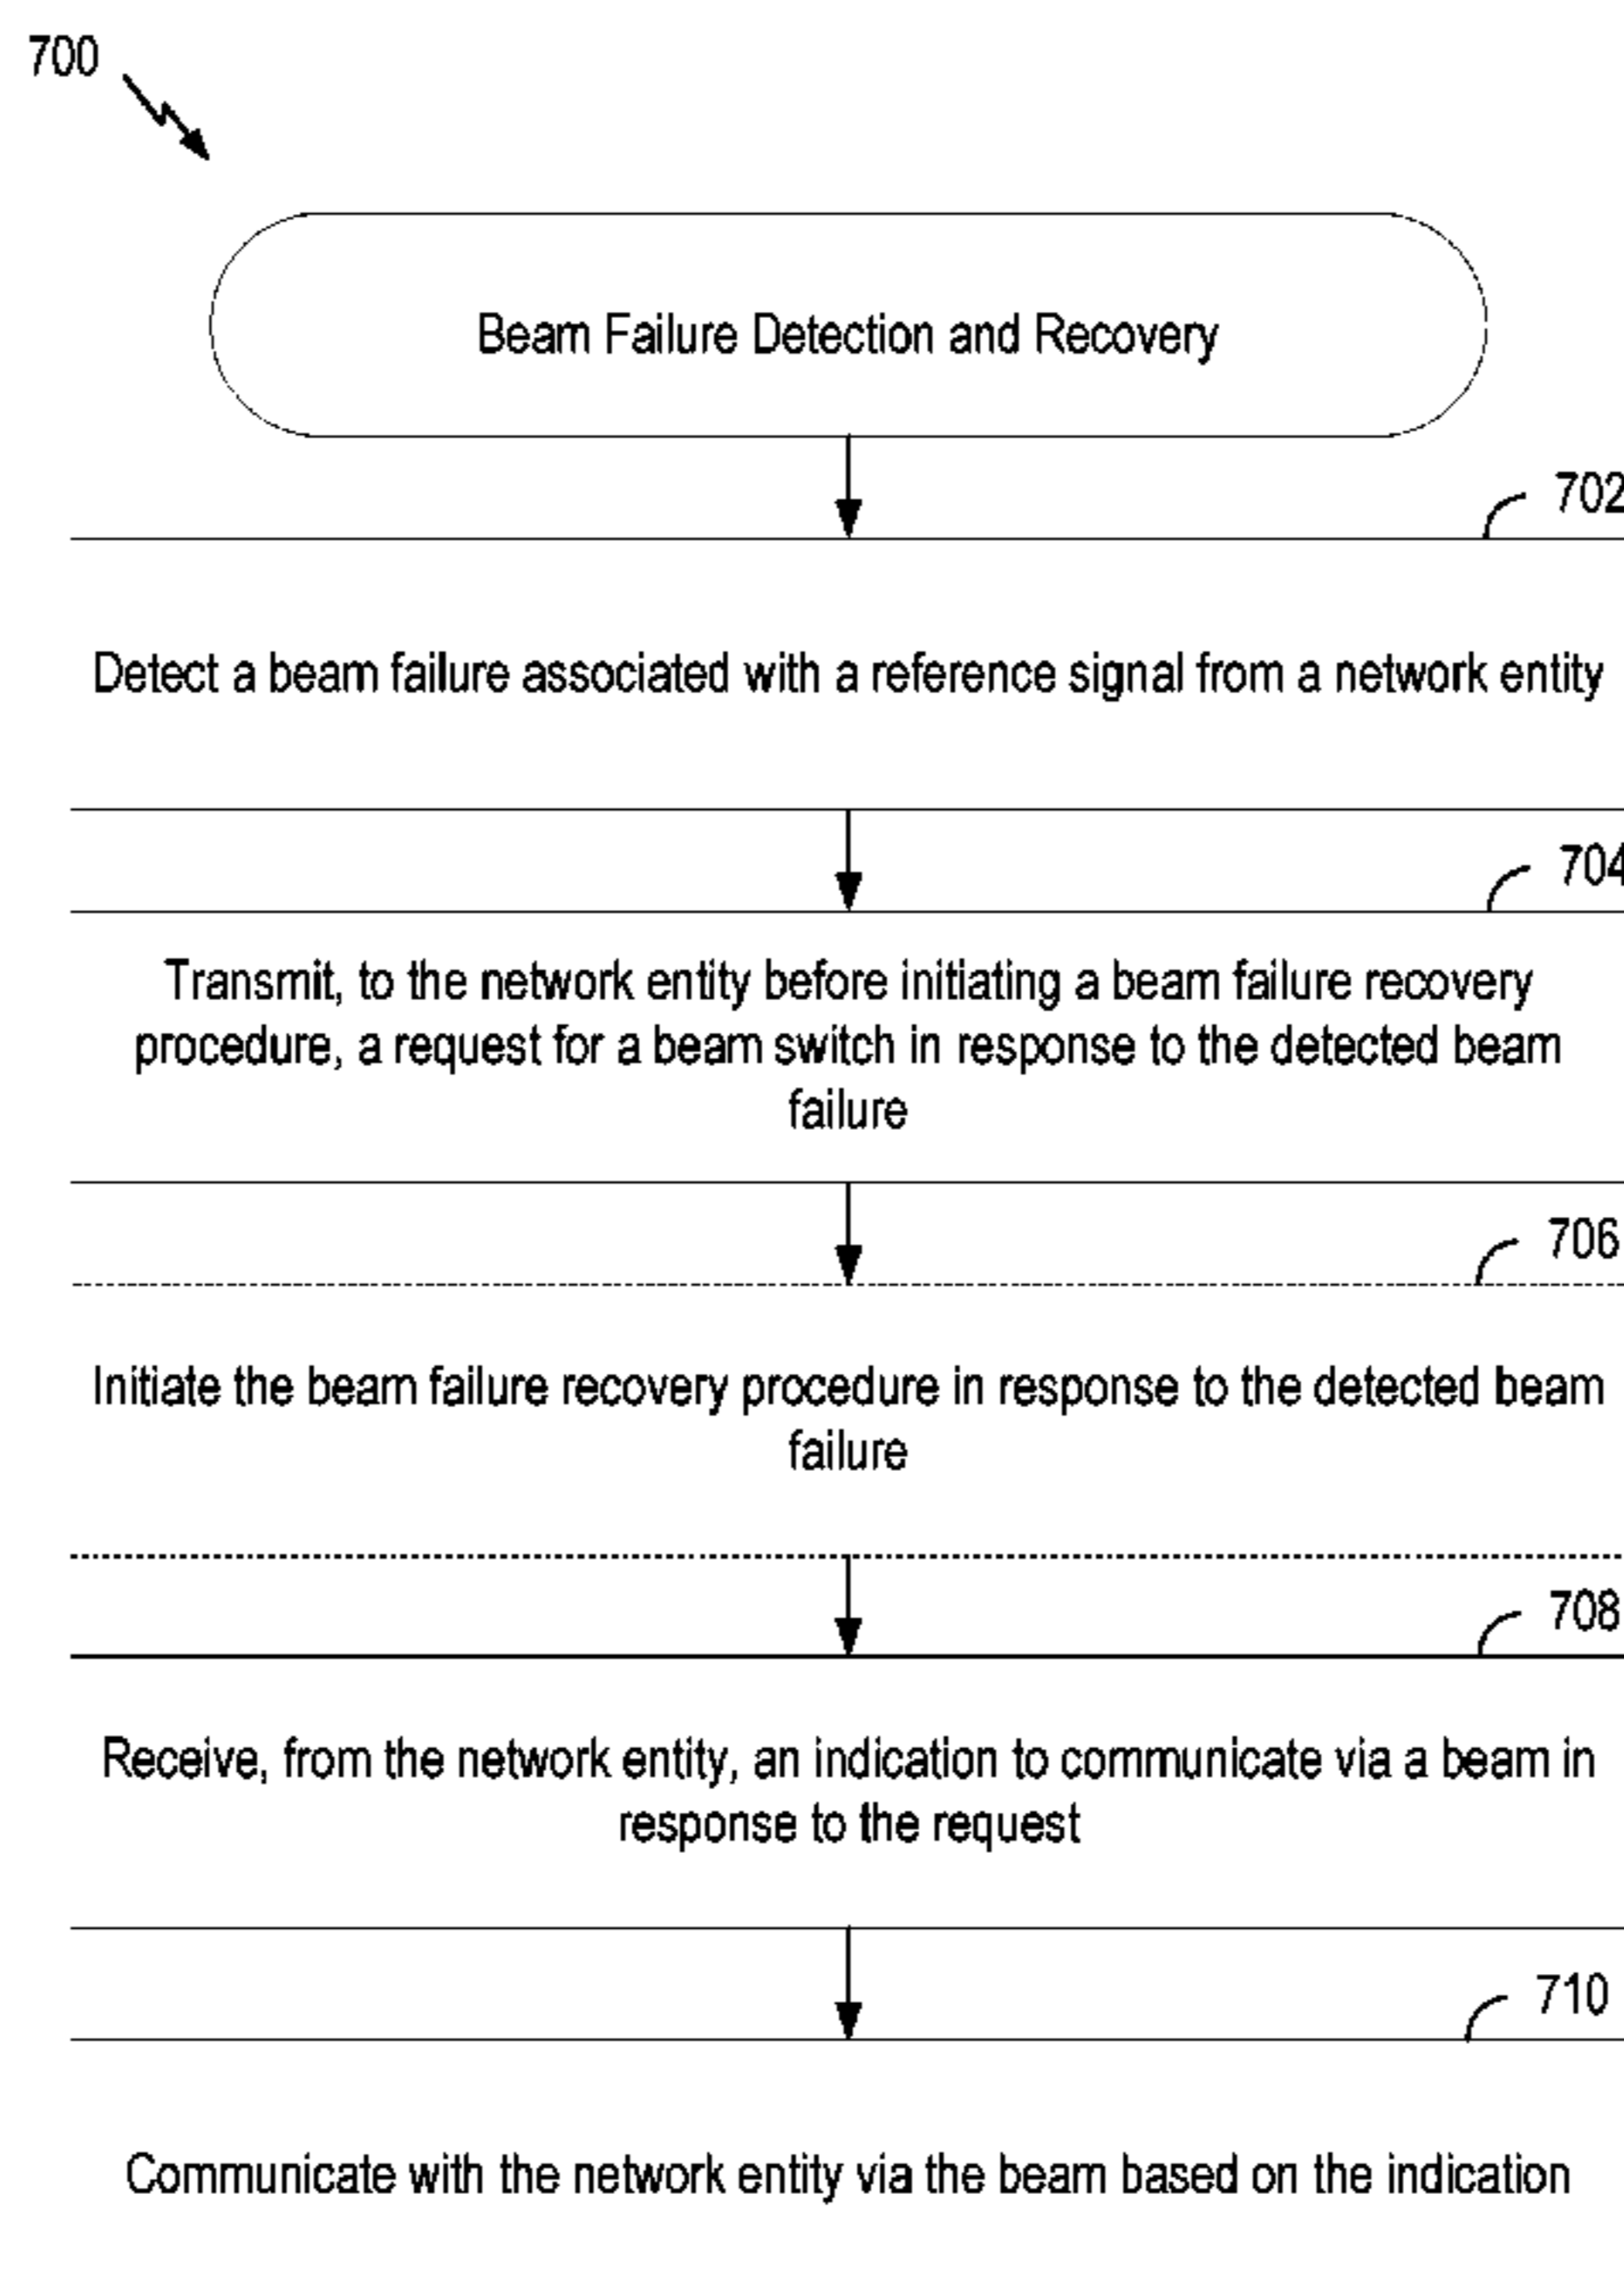 700
Beam Failure Detection and Recovery
702
Detect a beam failure associated with a reference signal from a network entity
704
Transmit, to the network entity before initiating a beam failure recovery
procedure, a request for a beam switch in response to the detected beam
failure
706
Initiate the beam failure recovery procedure in response to the detected beam
failure
708
Receive, from the network entity, an indication to communicate via a beam in
response to the request
710
Communicate with the network entity via the beam based on the indication